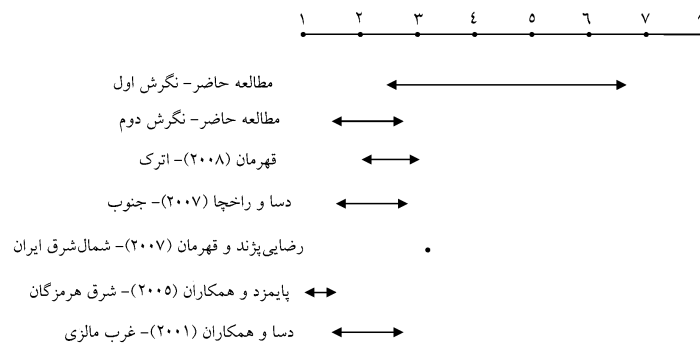 ۱ ۲ ۳ ٤ ٥ ٦ ۷
مطالعه حاضر- نگرش اول
مطالعه حاضر- نگرش دوم
قهرمان (۲۰۰۸)- اترک
دسا و راخچا (۲۰۰۷)- جنوب
رضایی‌پژند و قهرمان (۲۰۰۷)- شمال‌شرق ایران
پایمزد و همکاران (۲۰۰٥)- شرق هرمزگان
دسا و همکاران (۲۰۰۱)- غرب مالزی